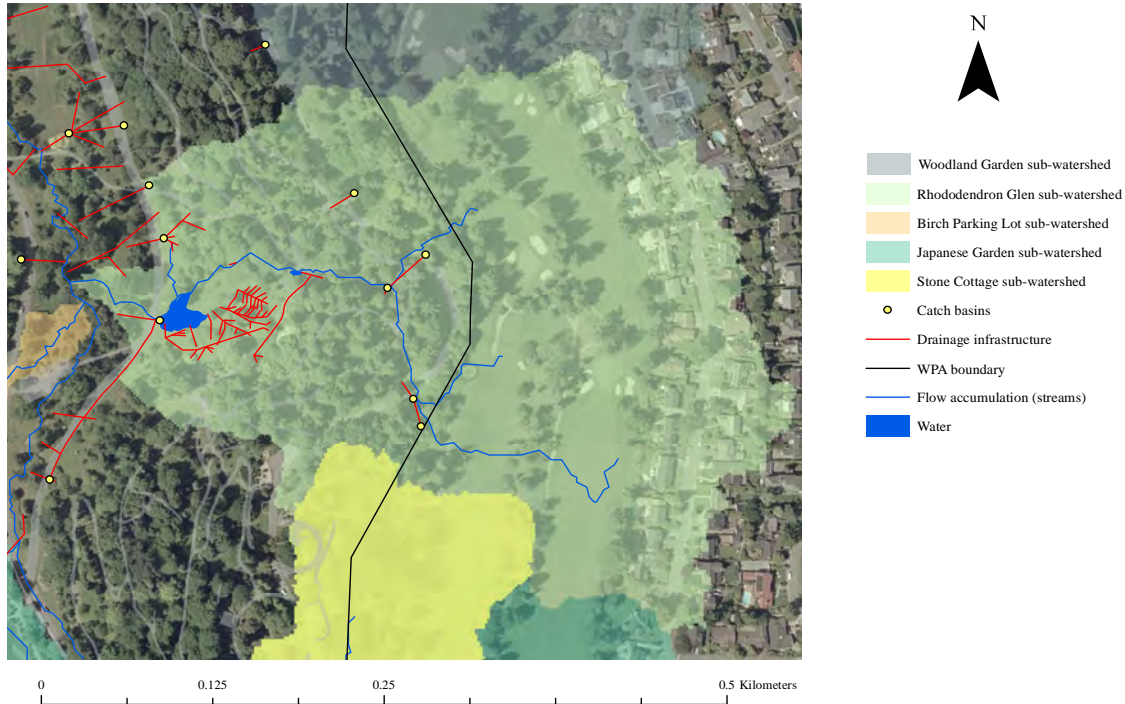 N
Woodland Garden sub-watershed
Rhododendron Glen sub-watershed
Birch Parking Lot sub-watershed
Japanese Garden sub-watershed
Stone Cottage sub-watershed
Catch basins
Drainage infrastructure
WPA boundary
Flow accumulation (streams)
Water
0 0.125 0.25 0.5 Kilometers